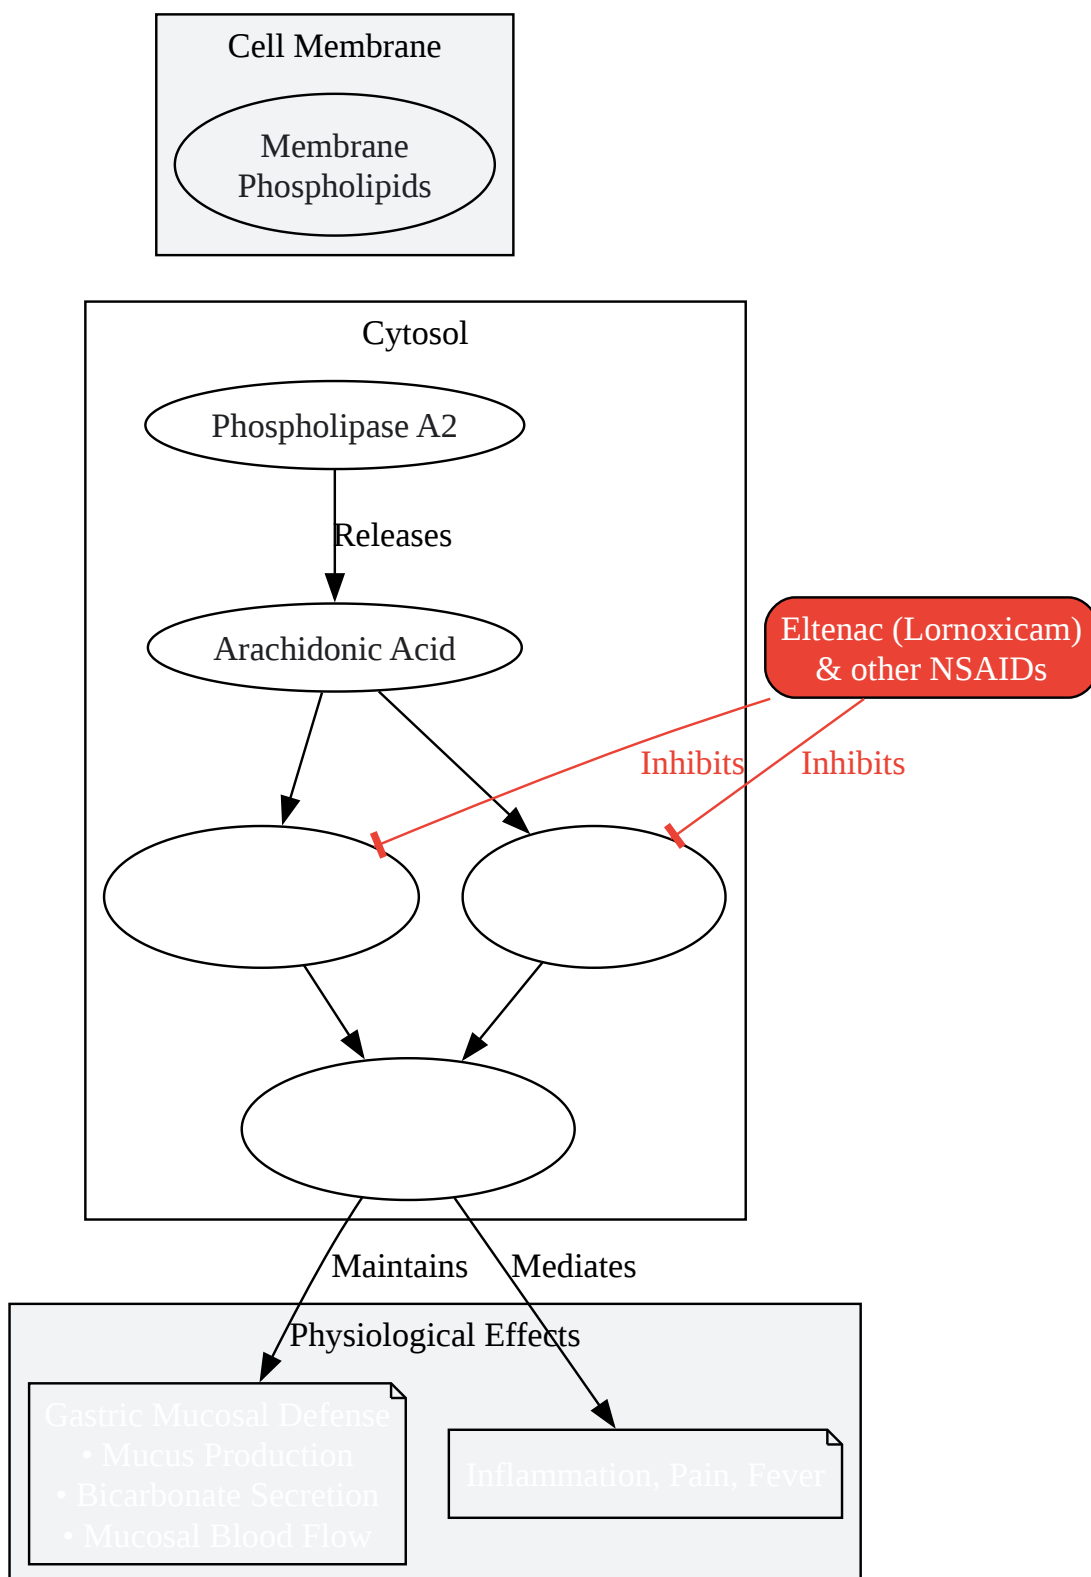 Cell Membrane
Membrane
Phospholipids
Cytosol
Phospholipase A2
Releases
Arachidonic Acid
Eltenac (Lornoxicam)
& other NSAIDs
Inhibits
Inhibits
Maintains
Mediates
Physiological Effects
Gastric Mucosal Defense
• Mucus Production
• Bicarbonate Secretion
• Mucosal Blood Flow
Inflammation, Pain, Fever